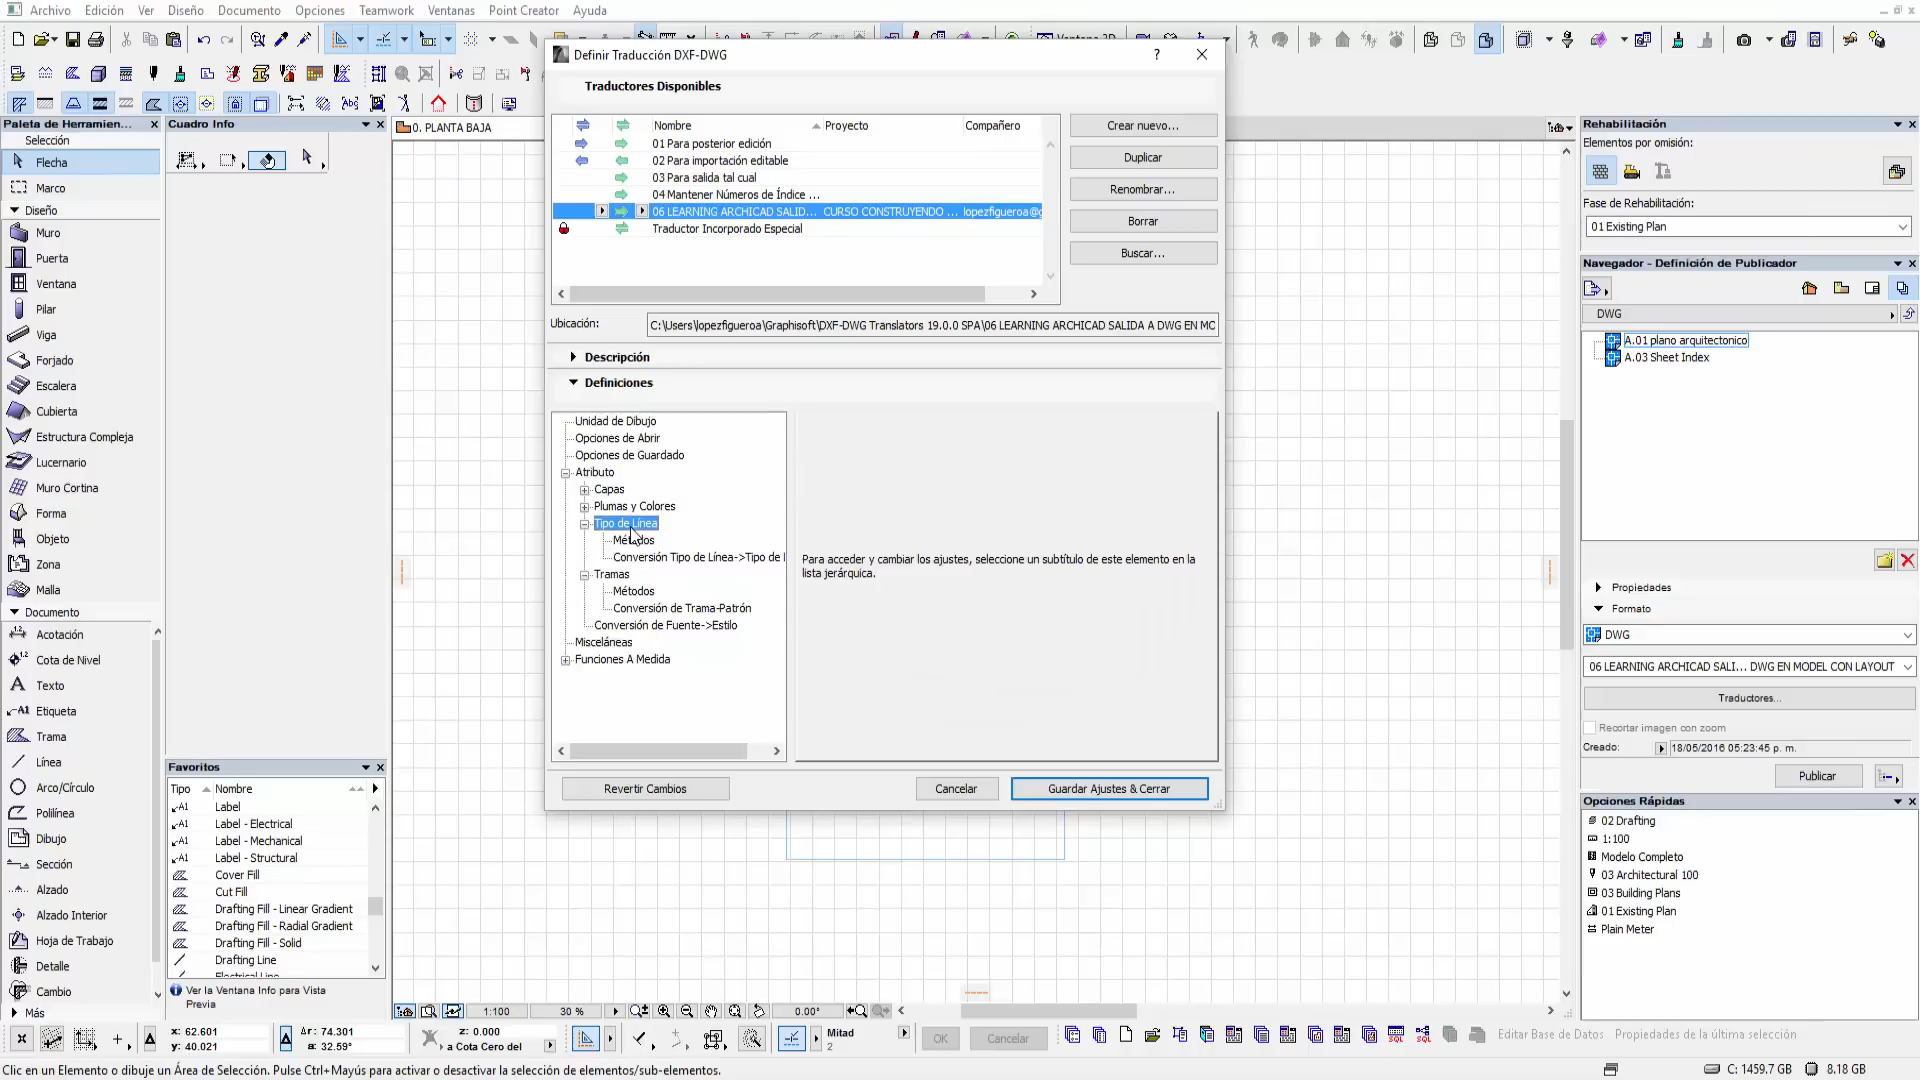 Archivo Edición Ver Diseño Documento Opciones Teamwork Ventanas Point Creator Ayuda
Definir Traducción DXF-DWG
?
Traductores Disponibles
Nombre Proyecto Compañero
01 Para posterior edición
02 Para importación editable
03 Para salida tal cual
04 Mantener Números de Índice ...
06 LEARNING ARCHICAD SALID... CURSO CONSTRUYENDO ... lopezfigueroa@g
Traductor Incorporado Especial
Crear nuevo...
Duplicar
Renombrar...
Borrar
Buscar...
Ubicación:
C:\Users\lopezfigueroa\Graphisoft\DXF-DWG Translators 19.0.0 SPA\06 LEARNING ARCHICAD SALIDA A DWG EN MC
Descripción
Definiciones
Unidad de Dibujo
Opciones de Abrir
Opciones de Guardado
Atributo
Capas
Plumas y Colores
Tipo de Línea
Métodos
Conversión Tipo de Línea->Tipo de l
Tramas
Métodos
Conversión de Trama-Patrón
Conversión de Fuente->Estilo
Misceláneas
Funciones A Medida
Para acceder y cambiar los ajustes, seleccione un subtítulo de este elemento en la
lista jerárquica.
Revertir Cambios
Cancelar
Guardar Ajustes & Cerrar
Paleta de Herramien...
Selección
Flecha
Marco
Diseño
Muro
Puerta
Ventana
Pilar
Viga
Forjado
Escalera
Cubierta
Estructura Compleja
Lucernario
Muro Cortina
Forma
Objeto
Zona
Malla
Documento
Acotación
Cota de Nivel
Texto
Etiqueta
Trama
Línea
Arco/Círculo
Polilínea
Dibujo
Sección
Alzado
Alzado Interior
Hoja de Trabajo
Detalle
Cambio
Más
Cuadro Info
0. PLANTA BAJA
Favoritos
Tipo Nombre
Label
Label - Electrical
Label - Mechanical
Label - Structural
Cover Fill
Cut Fill
Drafting Fill - Linear Gradient
Drafting Fill - Radial Gradient
Drafting Fill - Solid
Drafting Line
Electrical Line
Ver la Ventana Info para Vista
Previa
Rehabilitación
Elementos por omisión:
Fase de Rehabilitación:
01 Existing Plan
Navegador - Definición de Publicador
DWG
A.01 plano arquitectonico
A.03 Sheet Index
Propiedades
Formato
DWG
06 LEARNING ARCHICAD SALI... DWG EN MODEL CON LAYOUT
Traductores...
Recortar imagen con zoom
Creado: 18/05/2016 05:23:45 p. m.
Publicar
Opciones Rápidas
02 Drafting
1:100
Modelo Completo
03 Architectural 100
03 Building Plans
01 Existing Plan
Plain Meter
1:100 30 % 0.00°
x: 62.601
y: 40.021
Δr: 74.301
a: 32.59°
z: 0.000
a Cota Cero del
Mitad
2
OK
Cancelar
Editar Base de Datos Propiedades de la última selección
Clic en un Elemento o dibuje un Área de Selección. Pulse Ctrl+Mayús para activar o desactivar la selección de elementos/sub-elementos.
C: 1459.7 GB 8.18 GB